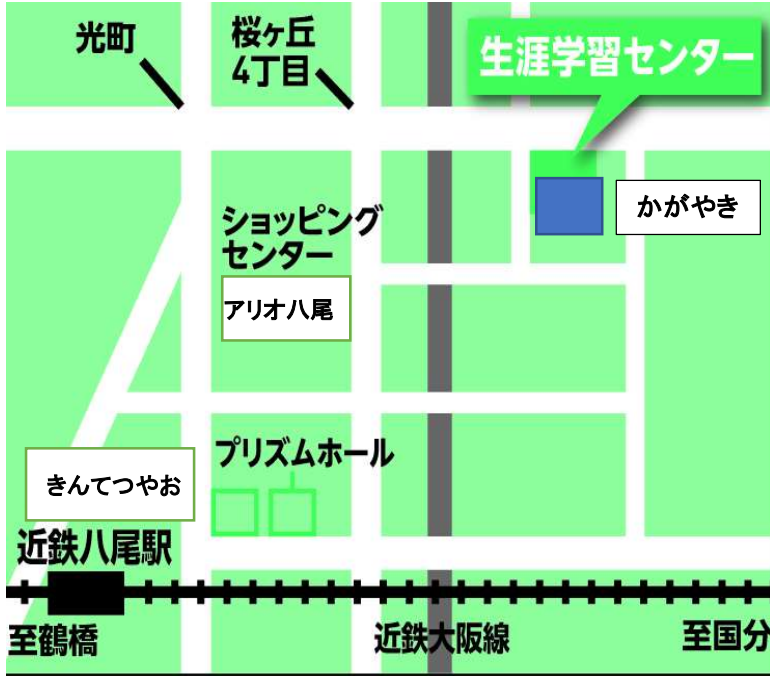 光町
桜ヶ丘
4丁目
生涯学習センター
かがやき
ショッピング
センター
アリオ八尾
プリズムホール
きんてつやお
近鉄八尾駅
至鶴橋
近鉄大阪線
至国分